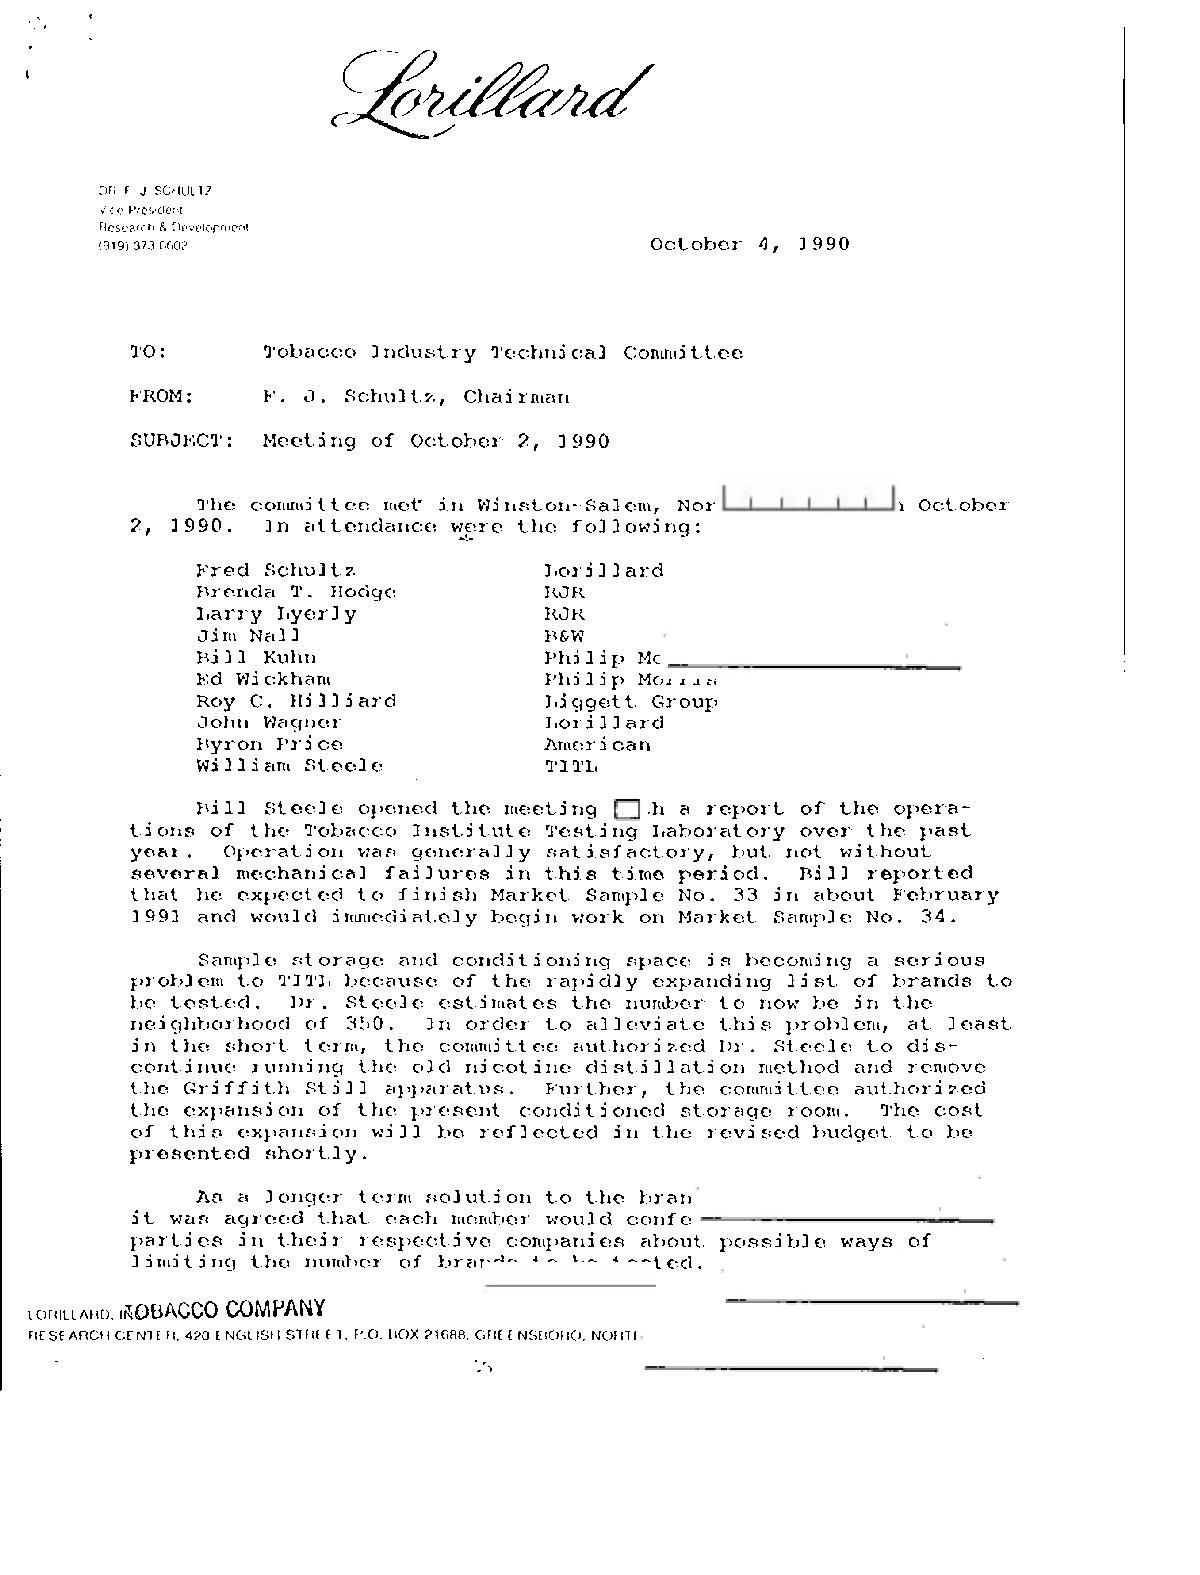 Lorillard
DR. F. J. SCHULTZ
Vice President
Research & Development
(919) 373-6602
October 4, 1990
TO: Tobacco Industry Technical Committee
FROM: F. J. Schultz, Chairman
SUBJECT: Meeting of October 2, 1990
The committee met in Winston-Salem, Nor October
2, 1990. In attendance were the following:
Fred Schultz Lorillard
Brenda T. Hodge RJR
Larry Lyerly RJR
Jim Nall B&W
Bill Kuhn Philip Mo
Ed Wickham Philip Morris
Roy C. Hilliard Liggett Group
John Wagner Lorillard
Byron Price American
William Steele TITL
Bill Steele opened the meeting h a report of the opera-
tions of the Tobacco Institute Testing Laboratory over the past
year. Operation was generally satisfactory, but not without
several mechanical failures in this time period. Bill reported
that he expected to finish Market Sample No. 33 in about February
1991 and would immediately begin work on Market Sample No. 34.
Sample storage and conditioning space is becoming a serious
problem to TITL because of the rapidly expanding list of brands to
be tested. Dr. Steele estimates the number to now be in the
neighborhood of 350. In order to alleviate this problem, at least
in the short term, the committee authorized Dr. Steele to dis-
continue running the old nicotine distillation method and remove
the Griffith Still apparatus. Further, the committee authorized
the expansion of the present conditioned storage room. The cost
of this expansion will be reflected in the revised budget to be
presented shortly.
As a longer term solution to the bran
it was agreed that each member would confe
parties in their respective companies about possible ways of
limiting the number of brands to be tested.
LORILLARD, TOBACCO COMPANY
RESEARCH CENTER, 420 ENGLISH STREET, P.O. BOX 21688, GREENSBORO, NORTH